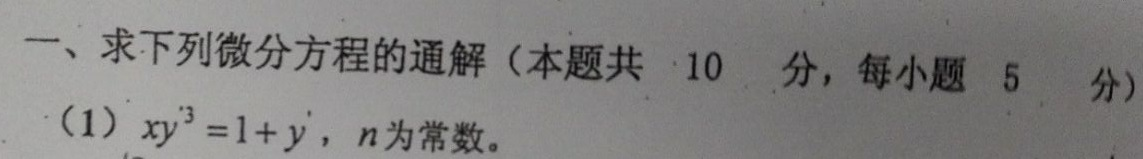 一、求下列微分方程的通解（本题共 10 分，每小题 5 分）
（1） xy'³=1+y'，n为常数。